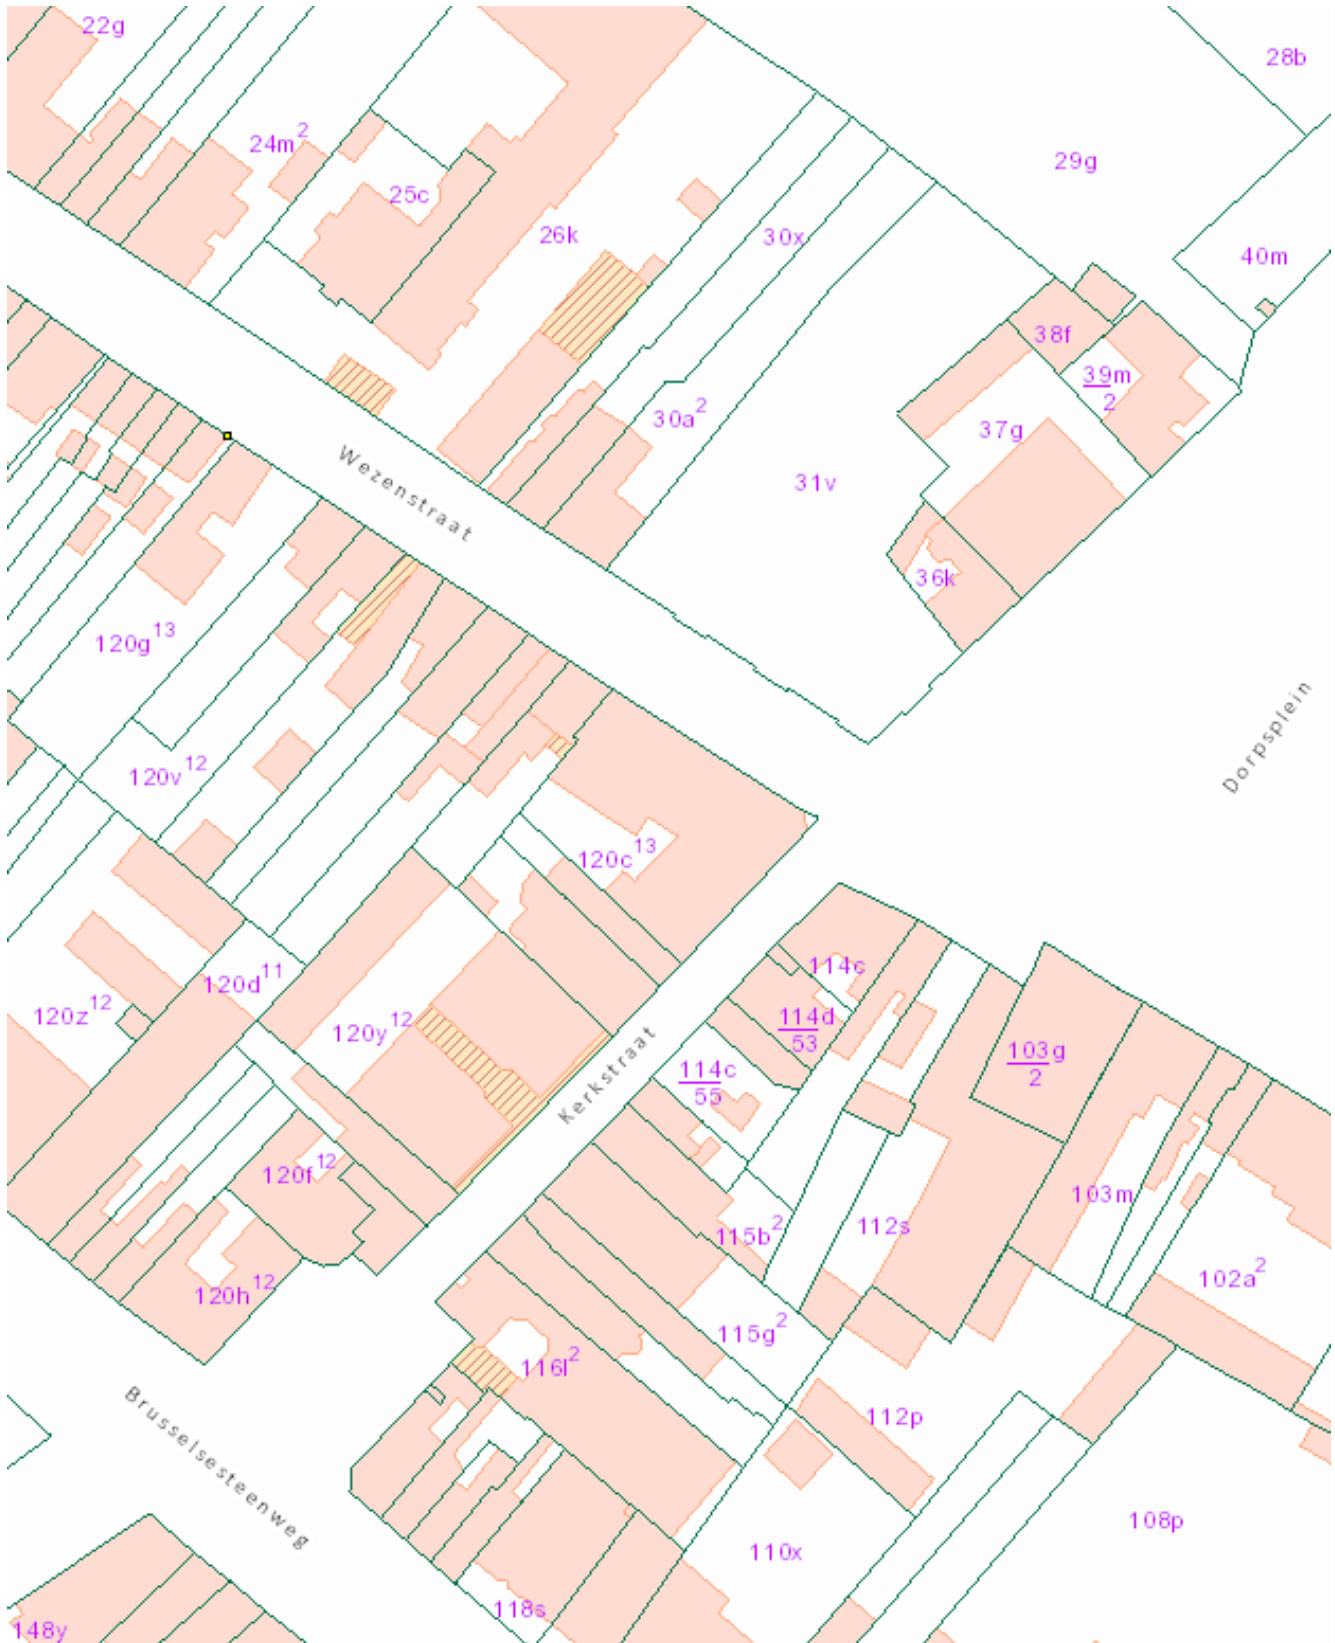 22g
28b
24m²
29g
25c
26k
30x
40m
38f
39m
2
30a²
37g
Wezenstraat
31v
36k
120g¹³
Dorpsplein
120v¹²
120c¹³
114c
120d¹¹
120z¹²
120y¹²
114d
53
Kerkstraat
103g
2
114c
55
120f¹²
103m
115b²
112s
120h¹²
102a²
115g²
116l²
Brusselsesteenweg
112p
108p
110x
118s
148y